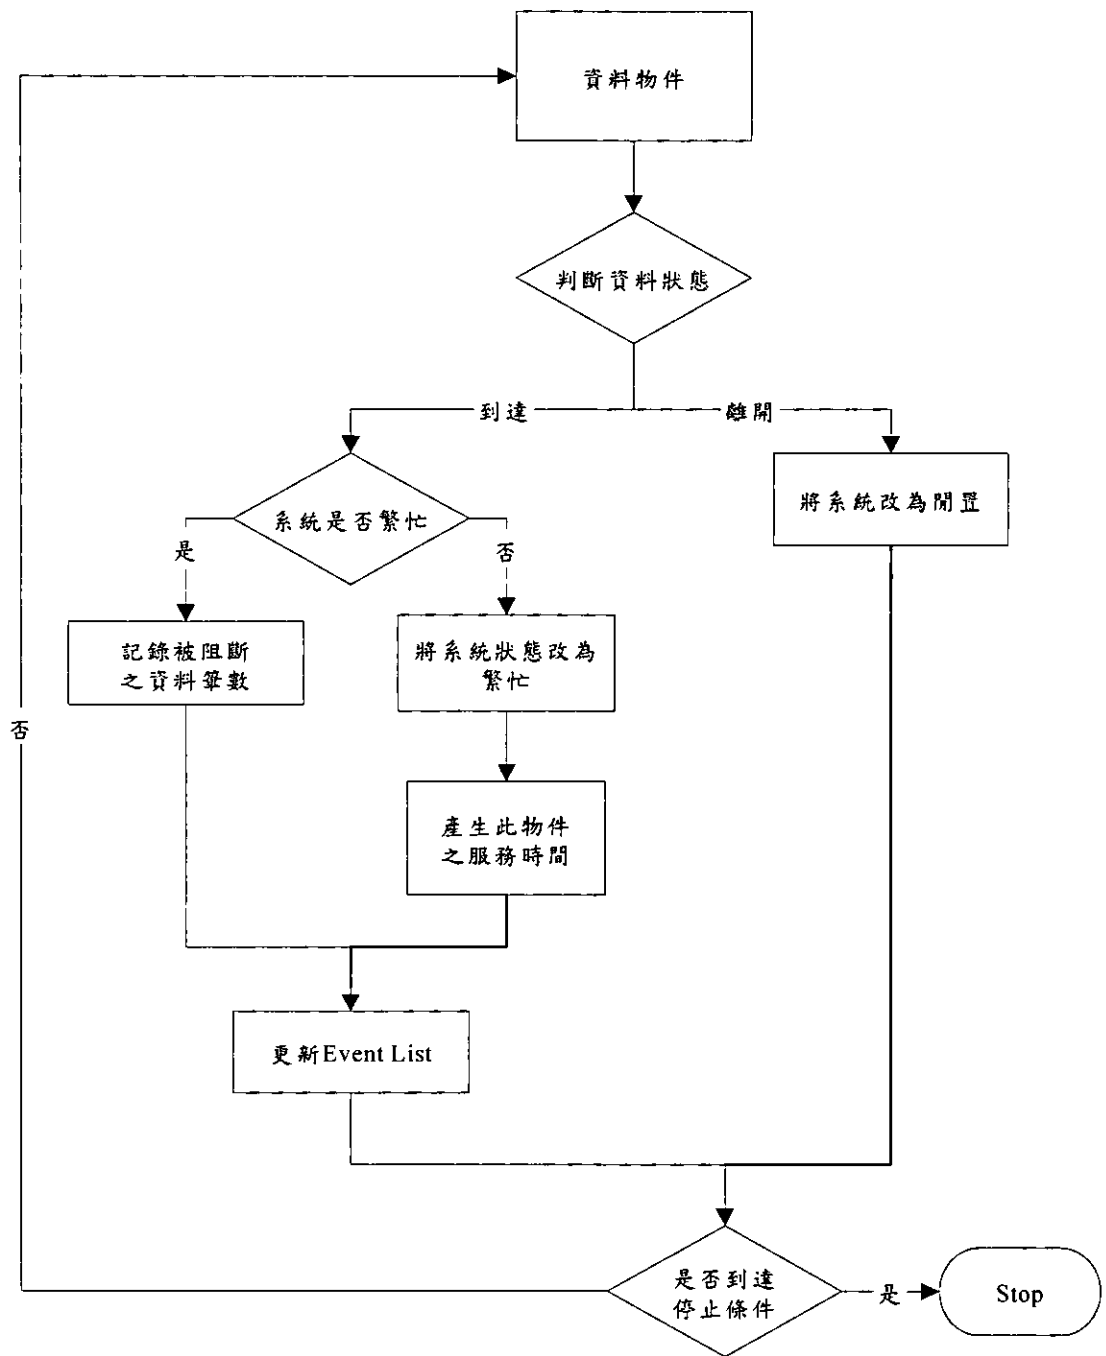 資料物件
判斷資料狀態
到達
離開
系統是否繁忙
將系統改為閒置
是
否
記錄被阻斷
之資料筆數
將系統狀態改為
繁忙
否
產生此物件
之服務時間
更新Event List
是否到達
停止條件
是
Stop